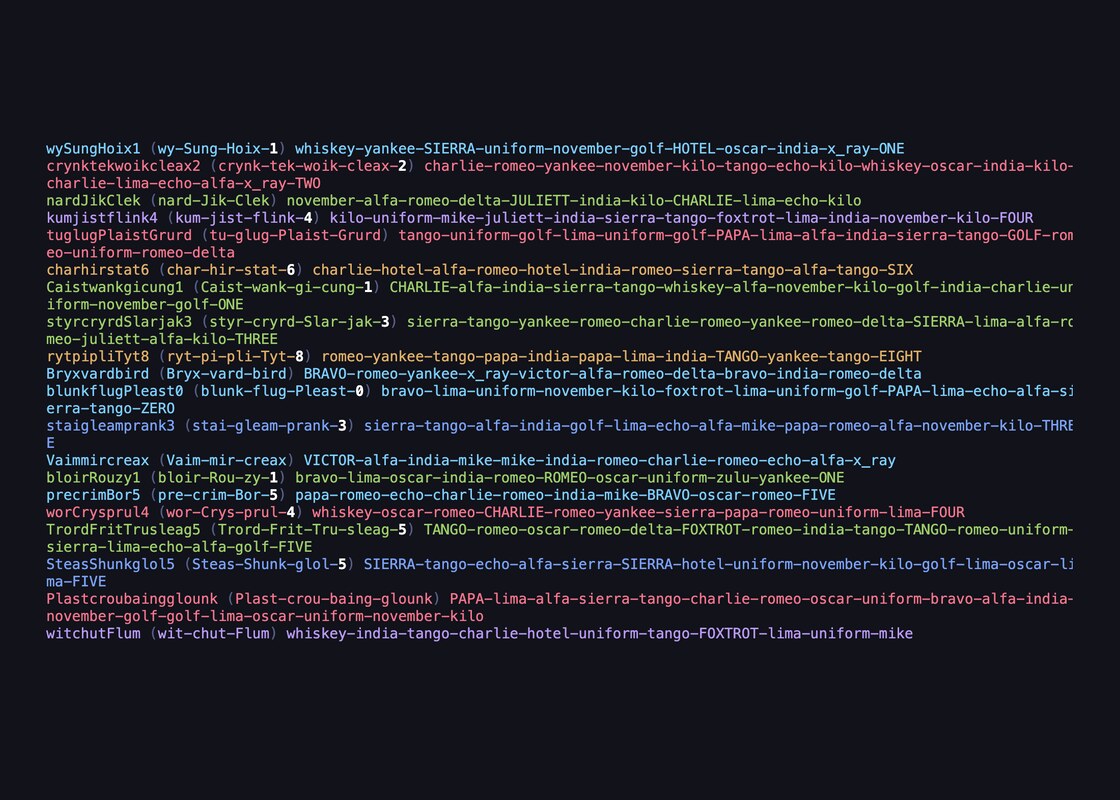 wySungHoix1 (wy-Sung-Hoix-1) whiskey-yankee-SIERRA-uniform-november-golf-HOTEL-oscar-india-x_ray-ONE
crynktekwoikcleax2 (crynk-tek-woik-cleax-2) charlie-romeo-yankee-november-kilo-tango-echo-kilo-whiskey-oscar-india-kilo-
charlie-lima-echo-alfa-x_ray-TWO
nardJikClek (nard-Jik-Clek) november-alfa-romeo-delta-JULIETT-india-kilo-CHARLIE-lima-echo-kilo
kumjistflink4 (kum-jist-flink-4) kilo-uniform-mike-juliett-india-sierra-tango-foxtrot-lima-india-november-kilo-FOUR
tuglugPlaistGrurd (tu-glug-Plaist-Grurd) tango-uniform-golf-lima-uniform-golf-PAPA-lima-alfa-india-sierra-tango-GOLF-rom
eo-uniform-romeo-delta
charhirstat6 (char-hir-stat-6) charlie-hotel-alfa-romeo-hotel-india-romeo-sierra-tango-alfa-tango-SIX
Caistwankgicung1 (Caist-wank-gi-cung-1) CHARLIE-alfa-india-sierra-tango-whiskey-alfa-november-kilo-golf-india-charlie-un
iform-november-golf-ONE
styrcryrdSlarjak3 (styr-cryrd-Slar-jak-3) sierra-tango-yankee-romeo-charlie-romeo-yankee-romeo-delta-SIERRA-lima-alfa-ro
meo-juliett-alfa-kilo-THREE
rytpipliTyt8 (ryt-pi-pli-Tyt-8) romeo-yankee-tango-papa-india-papa-lima-india-TANGO-yankee-tango-EIGHT
Bryxvardbird (Bryx-vard-bird) BRAVO-romeo-yankee-x_ray-victor-alfa-romeo-delta-bravo-india-romeo-delta
blunkflugPleast0 (blunk-flug-Pleast-0) bravo-lima-uniform-november-kilo-foxtrot-lima-uniform-golf-PAPA-lima-echo-alfa-si
erra-tango-ZERO
staigleamprank3 (stai-gleam-prank-3) sierra-tango-alfa-india-golf-lima-echo-alfa-mike-papa-romeo-alfa-november-kilo-THRE
E
Vaimmircreax (Vaim-mir-creax) VICTOR-alfa-india-mike-mike-india-romeo-charlie-romeo-echo-alfa-x_ray
bloirRouzy1 (bloir-Rou-zy-1) bravo-lima-oscar-india-romeo-ROMEO-oscar-uniform-zulu-yankee-ONE
precrimBor5 (pre-crim-Bor-5) papa-romeo-echo-charlie-romeo-india-mike-BRAVO-oscar-romeo-FIVE
worCrysprul4 (wor-Crys-prul-4) whiskey-oscar-romeo-CHARLIE-romeo-yankee-sierra-papa-romeo-uniform-lima-FOUR
TrordFritTrusleag5 (Trord-Frit-Tru-sleag-5) TANGO-romeo-oscar-romeo-delta-FOXTROT-romeo-india-tango-TANGO-romeo-uniform-
sierra-lima-echo-alfa-golf-FIVE
SteasShunkglol5 (Steas-Shunk-glol-5) SIERRA-tango-echo-alfa-sierra-SIERRA-hotel-uniform-november-kilo-golf-lima-oscar-li
ma-FIVE
Plastcroubaingglounk (Plast-crou-baing-glounk) PAPA-lima-alfa-sierra-tango-charlie-romeo-oscar-uniform-bravo-alfa-india-
november-golf-golf-lima-oscar-uniform-november-kilo
witchutFlum (wit-chut-Flum) whiskey-india-tango-charlie-hotel-uniform-tango-FOXTROT-lima-uniform-mike